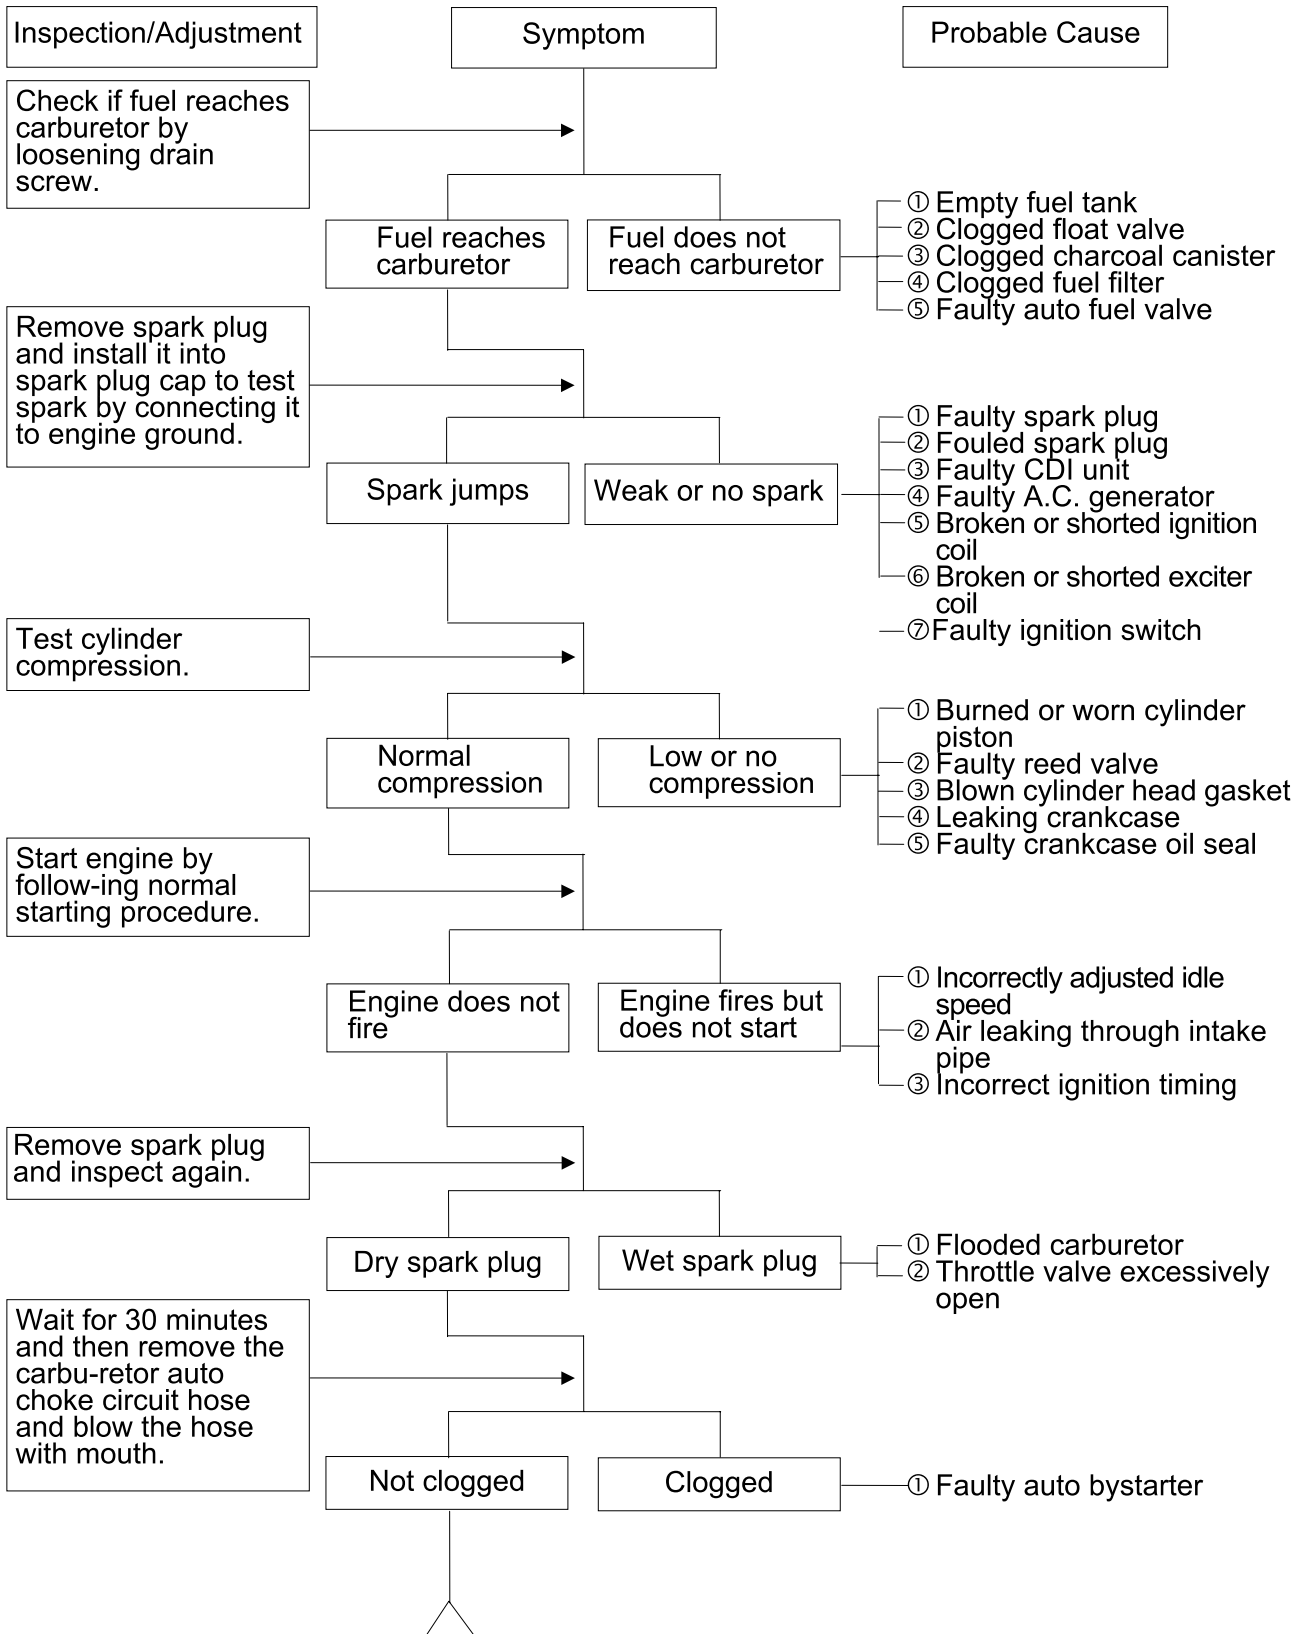 Inspection/Adjustment
Symptom
Probable Cause
Check if fuel reaches
carburetor by
loosening drain
screw.
Fuel reaches
carburetor
Fuel does not
reach carburetor
① Empty fuel tank
② Clogged float valve
③ Clogged charcoal canister
④ Clogged fuel filter
⑤ Faulty auto fuel valve
Remove spark plug
and install it into
spark plug cap to test
spark by connecting it
to engine ground.
Spark jumps
Weak or no spark
① Faulty spark plug
② Fouled spark plug
③ Faulty CDI unit
④ Faulty A.C. generator
⑤ Broken or shorted ignition
coil
⑥ Broken or shorted exciter
coil
⑦Faulty ignition switch
Test cylinder
compression.
Normal
compression
Low or no
compression
① Burned or worn cylinder
piston
② Faulty reed valve
③ Blown cylinder head gasket
④ Leaking crankcase
⑤ Faulty crankcase oil seal
Start engine by
follow-ing normal
starting procedure.
Engine does not
fire
Engine fires but
does not start
① Incorrectly adjusted idle
speed
② Air leaking through intake
pipe
③ Incorrect ignition timing
Remove spark plug
and inspect again.
Dry spark plug
Wet spark plug
① Flooded carburetor
② Throttle valve excessively
open
Wait for 30 minutes
and then remove the
carbu-retor auto
choke circuit hose
and blow the hose
with mouth.
Not clogged
Clogged
① Faulty auto bystarter